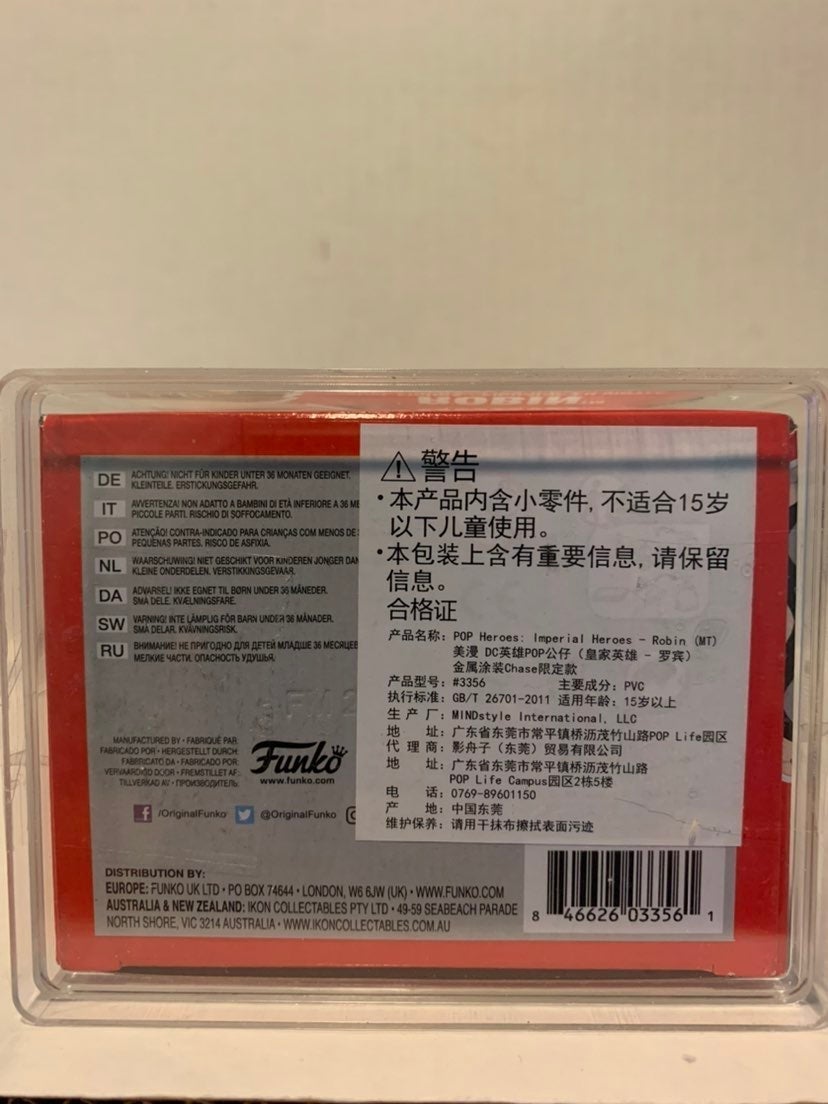 DE ACHTUNG! NICHT FÜR KINDER UNTER 36 MONATEN GEEIGNET.
KLEINTEILE. ERSTICKUNGSGEFAHR.
IT AVVERTENZA! NON ADATTO A BAMBINI DI ETÀ INFERIORE A 36 ME
PICCOLE PARTI. RISCHIO DI SOFFOCAMENTO.
PO ATENÇÃO! CONTRA-INDICADO PARA CRIANÇAS COM MENOS DE
PEQUENAS PARTES. RISCO DE ASFIXIA.
NL WAARSCHUWING! NIET GESCHIKT VOOR KINDEREN JONGER DAN
KLEINE ONDERDELEN. VERSTIKKINGSGEVAAR.
DA ADVARSEL! IKKE EGNET TIL BØRN UNDER 36 MÅNEDER.
SMÅ DELE. KVÆLNINGSFARE.
SW VARNING! INTE LÄMPLIG FÖR BARN UNDER 36 MÅNADER.
SMÅ DELAR. KVÄVNINGSRISK.
RU ВНИМАНИЕ! НЕ ПРИГОДНО ДЛЯ ДЕТЕЙ МЛАДШЕ 36 МЕСЯЦЕВ
МЕЛКИЕ ЧАСТИ. ОПАСНОСТЬ УДУШЬЯ.
MANUFACTURED BY • FABRIQUÉ PAR
FABRICADO POR • HERGESTELLT DURCH
FABBRICATO DA • FABRICADO POR:
VERVAARDIGD DOOR • FREMSTILLET AF:
TILLVERKAD AV • ПРОИЗВОДИТЕЛЬ:
Funko
www.funko.com
/OriginalFunko @OriginalFunko
DISTRIBUTION BY:
EUROPE: FUNKO UK LTD • PO BOX 74644 • LONDON, W6 6JW (UK) • WWW.FUNKO.COM
AUSTRALIA & NEW ZEALAND: IKON COLLECTABLES PTY LTD • 49-59 SEABEACH PARADE
NORTH SHORE, VIC 3214 AUSTRALIA • WWW.IKONCOLLECTABLES.COM.AU
警告
•本产品内含小零件,不适合15岁
以下儿童使用。
•本包装上含有重要信息,请保留
信息。
合格证
产品名称: POP Heroes: Imperial Heroes - Robin (MT)
美漫 DC英雄POP公仔(皇家英雄 - 罗宾)
金属涂装Chase限定款
产品型号: #3356 主要成分: PVC
执行标准: GB/T 26701-2011 适用年龄: 15岁以上
生产厂: MINDstyle International, LLC
地址: 广东省东莞市常平镇桥沥茂竹山路POP Life园区
代理商: 影舟子(东莞)贸易有限公司
地址: 广东省东莞市常平镇桥沥茂竹山路
POP Life Campus园区2栋5楼
电话: 0769-89601150
产地: 中国东莞
维护保养: 请用干抹布擦拭表面污迹
8 46626 03356 1